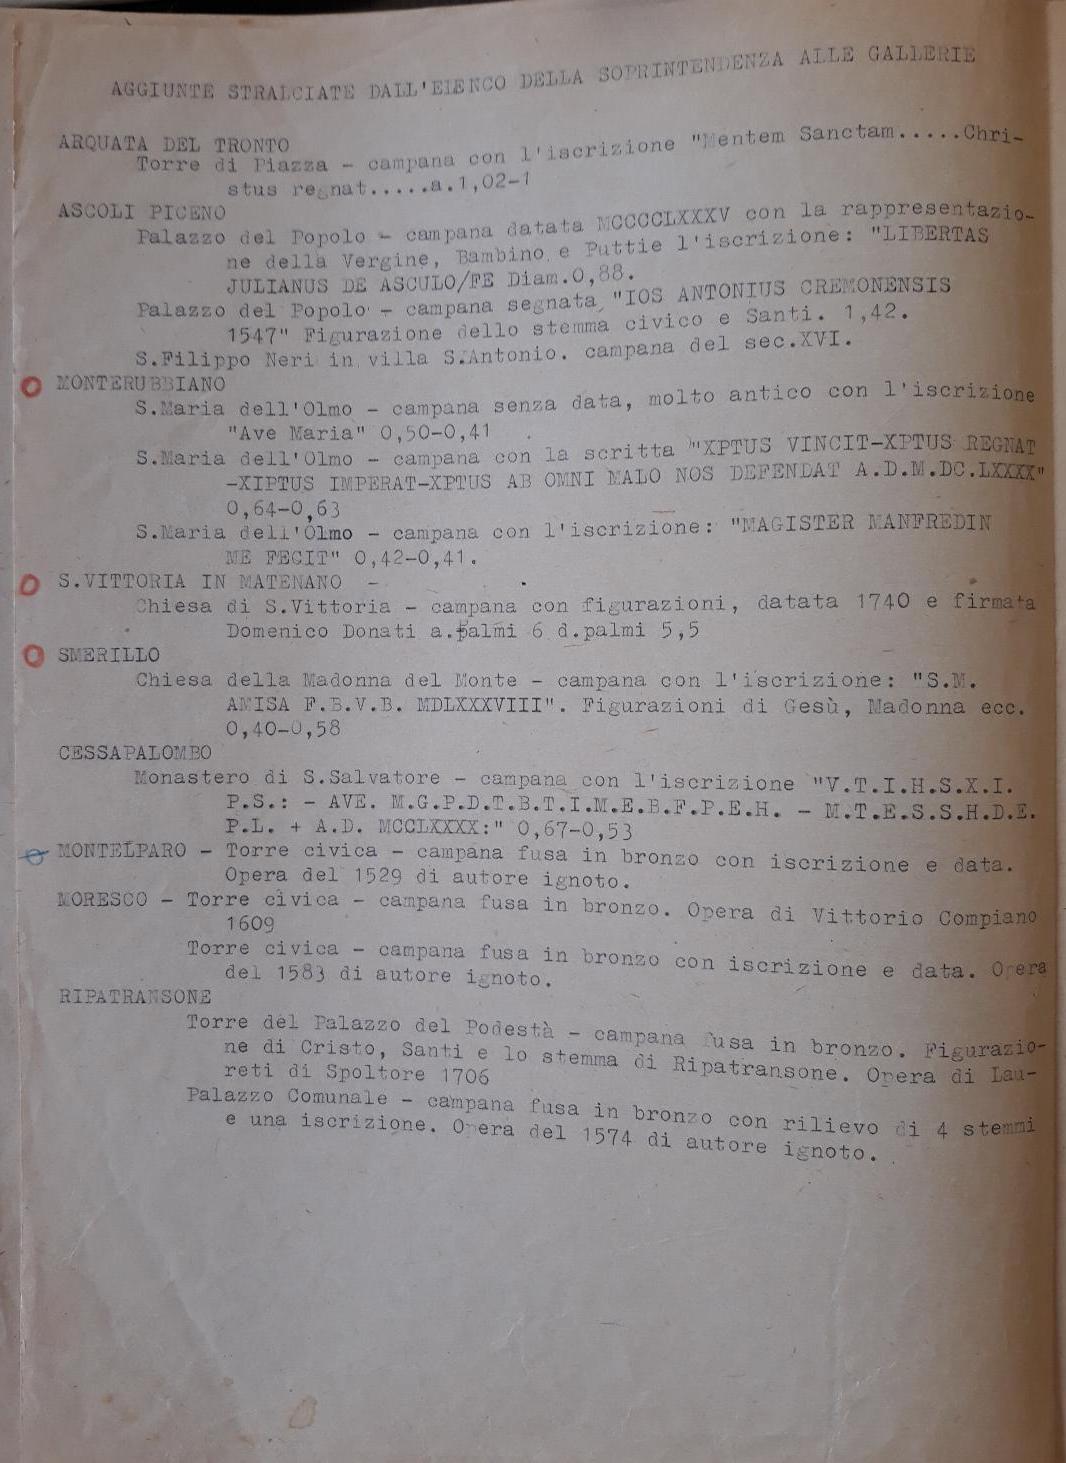 AGGIUNTE STRALCIATE DALL'ELENCO DELLA SOPRINTENDENZA ALLE GALLERIE
ARQUATA DEL TRONTO
Torre di Piazza - campana con l'iscrizione "Mentem Sanctam.....Chri-
stus regnat.....a.1,02-1
ASCOLI PICENO
Palazzo del Popolo - campana datata MCCCCLXXXV con la rappresentazio-
ne della Vergine, Bambino e Puttie l'iscrizione: "LIBERTAS
JULIANUS DE ASCULO/FE Diam.0,88.
Palazzo del Popolo - campana segnata "IOS ANTONIUS CREMONENSIS
1547" Figurazione dello stemma civico e Santi. 1,42.
S.Filippo Neri in villa S.Antonio. campana del sec.XVI.
MONTERUBBIANO
S.Maria dell'Olmo - campana senza data, molto antico con l'iscrizione
"Ave Maria" 0,50-0,41
S.Maria dell'Olmo - campana con la scritta "XPTUS VINCIT-XPTUS REGNAT
-XIPTUS IMPERAT-XPTUS AB OMNI MALO NOS DEFENDAT A.D.M.DC.LXXXX"
0,64-0,63
S.Maria dell'Olmo - campana con l'iscrizione: "MAGISTER MANFREDIN
ME FECIT" 0,42-0,41.
S.VITTORIA IN MATENANO -
Chiesa di S.Vittoria - campana con figurazioni, datata 1740 e firmata
Domenico Donati a.palmi 6 d.palmi 5,5
SMERILLO
Chiesa della Madonna del Monte - campana con l'iscrizione: "S.M.
AMISA F.B.V.B. MDLXXXVIII". Figurazioni di Gesù, Madonna ecc.
0,40-0,58
CESSAPALOMBO
Monastero di S.Salvatore - campana con l'iscrizione "V.T.I.H.S.X.I.
P.S.: - AVE. M.G.P.D.T.B.T.I.M.E.B.F.P.E.H. - M.T.E.S.S.H.D.E.
P.L. + A.D. MCCLXXXX:" 0,67-0,53
MONTELPARO - Torre civica - campana fusa in bronzo con iscrizione e data.
Opera del 1529 di autore ignoto.
MORESCO - Torre civica - campana fusa in bronzo. Opera di Vittorio Compiano
1609
Torre civica - campana fusa in bronzo con iscrizione e data. Opera
del 1583 di autore ignoto.
RIPATRANSONE
Torre del Palazzo del Podestà - campana fusa in bronzo. Figurazio-
ne di Cristo, Santi e lo stemma di Ripatransone. Opera di Lau-
reti di Spoltore 1706
Palazzo Comunale - campana fusa in bronzo con rilievo di 4 stemmi
e una iscrizione. Opera del 1574 di autore ignoto.